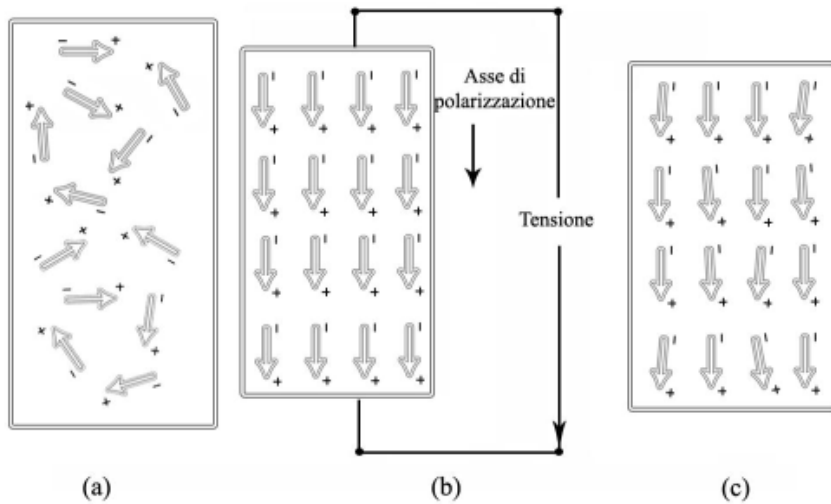 Asse di
polarizzazione
Tensione
(a)
(b)
(c)